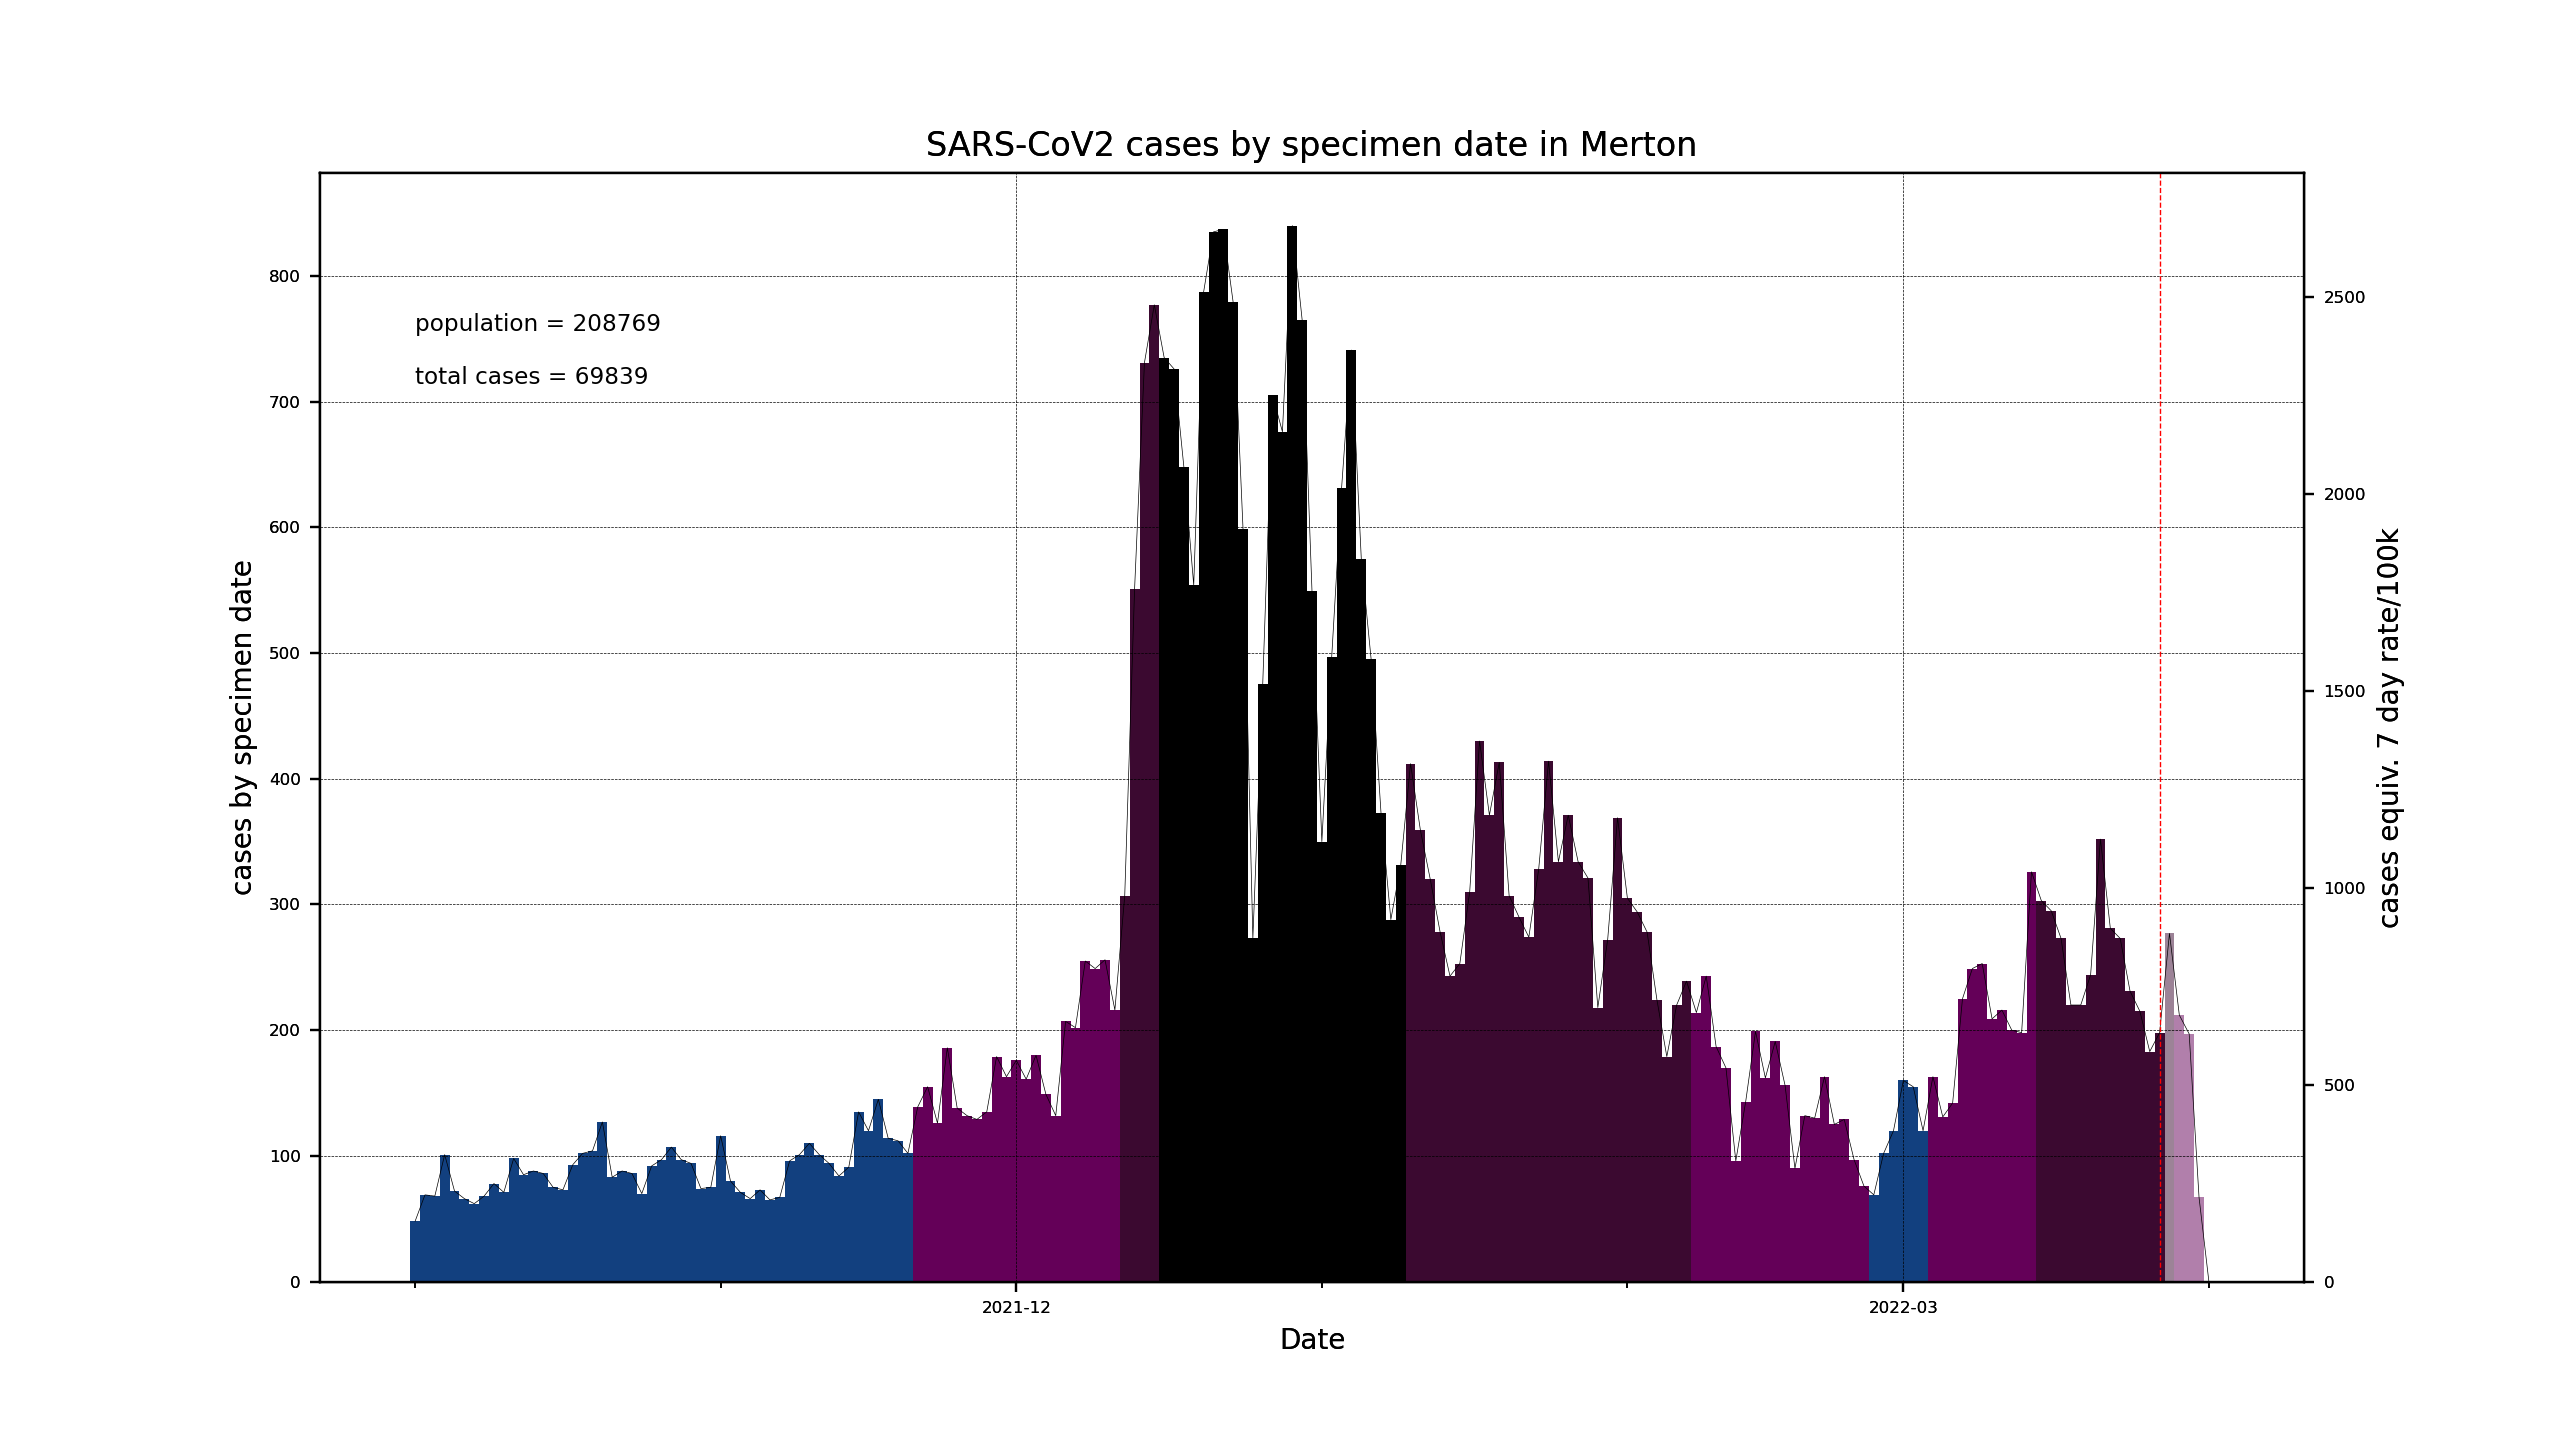 SARS-CoV2 cases by specimen date in Merton
population = 208769
total cases = 69839
cases by specimen date
800
700
600
500
400
300
200
100
0
2500
2000
1500
1000
500
0
cases equiv. 7 day rate/100k
2021-12
2022-03
Date